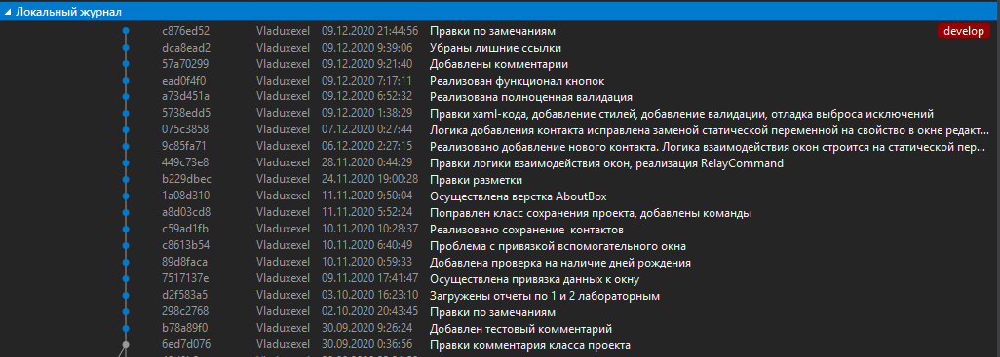 Локальный журнал
c876ed52 Vladuxexel 09.12.2020 21:44:56 Правки по замечаниям develop
dca8ead2 Vladuxexel 09.12.2020 9:39:06 Убраны лишние ссылки
57a70299 Vladuxexel 09.12.2020 9:21:40 Добавлены комментарии
ead0f4f0 Vladuxexel 09.12.2020 7:17:11 Реализован функционал кнопок
a73d451a Vladuxexel 09.12.2020 6:52:32 Реализована полноценная валидация
5738edd5 Vladuxexel 09.12.2020 1:38:29 Правки xaml-кода, добавление стилей, добавление валидации, отладка выброса исключений
075c3858 Vladuxexel 07.12.2020 0:27:44 Логика добавления контакта исправлена заменой статической переменной на свойство в окне редакт...
9c85fa71 Vladuxexel 06.12.2020 2:27:15 Реализовано добавление нового контакта. Логика взаимодействия окон строится на статической пер...
449c73e8 Vladuxexel 28.11.2020 0:44:29 Правки логики взаимодействия окон, реализация RelayCommand
b229dbec Vladuxexel 24.11.2020 19:00:28 Правки разметки
1a08d310 Vladuxexel 11.11.2020 9:50:04 Осуществлена верстка AboutBox
a8d03cd8 Vladuxexel 11.11.2020 5:52:24 Поправлен класс сохранения проекта, добавлены команды
c59ad1fb Vladuxexel 10.11.2020 10:28:37 Реализовано сохранение контактов
c8613b54 Vladuxexel 10.11.2020 6:40:49 Проблема с привязкой вспомогательного окна
89d8faca Vladuxexel 10.11.2020 0:59:33 Добавлена проверка на наличие дней рождения
7517137e Vladuxexel 09.11.2020 17:41:47 Осуществлена привязка данных к окну
d2f583a5 Vladuxexel 03.10.2020 16:23:10 Загружены отчеты по 1 и 2 лабораторным
298c2768 Vladuxexel 02.10.2020 20:43:45 Правки по замечаниям
b78a89f0 Vladuxexel 30.09.2020 9:26:24 Добавлен тестовый комментарий
6ed7d076 Vladuxexel 30.09.2020 0:36:56 Правки комментария класса проекта